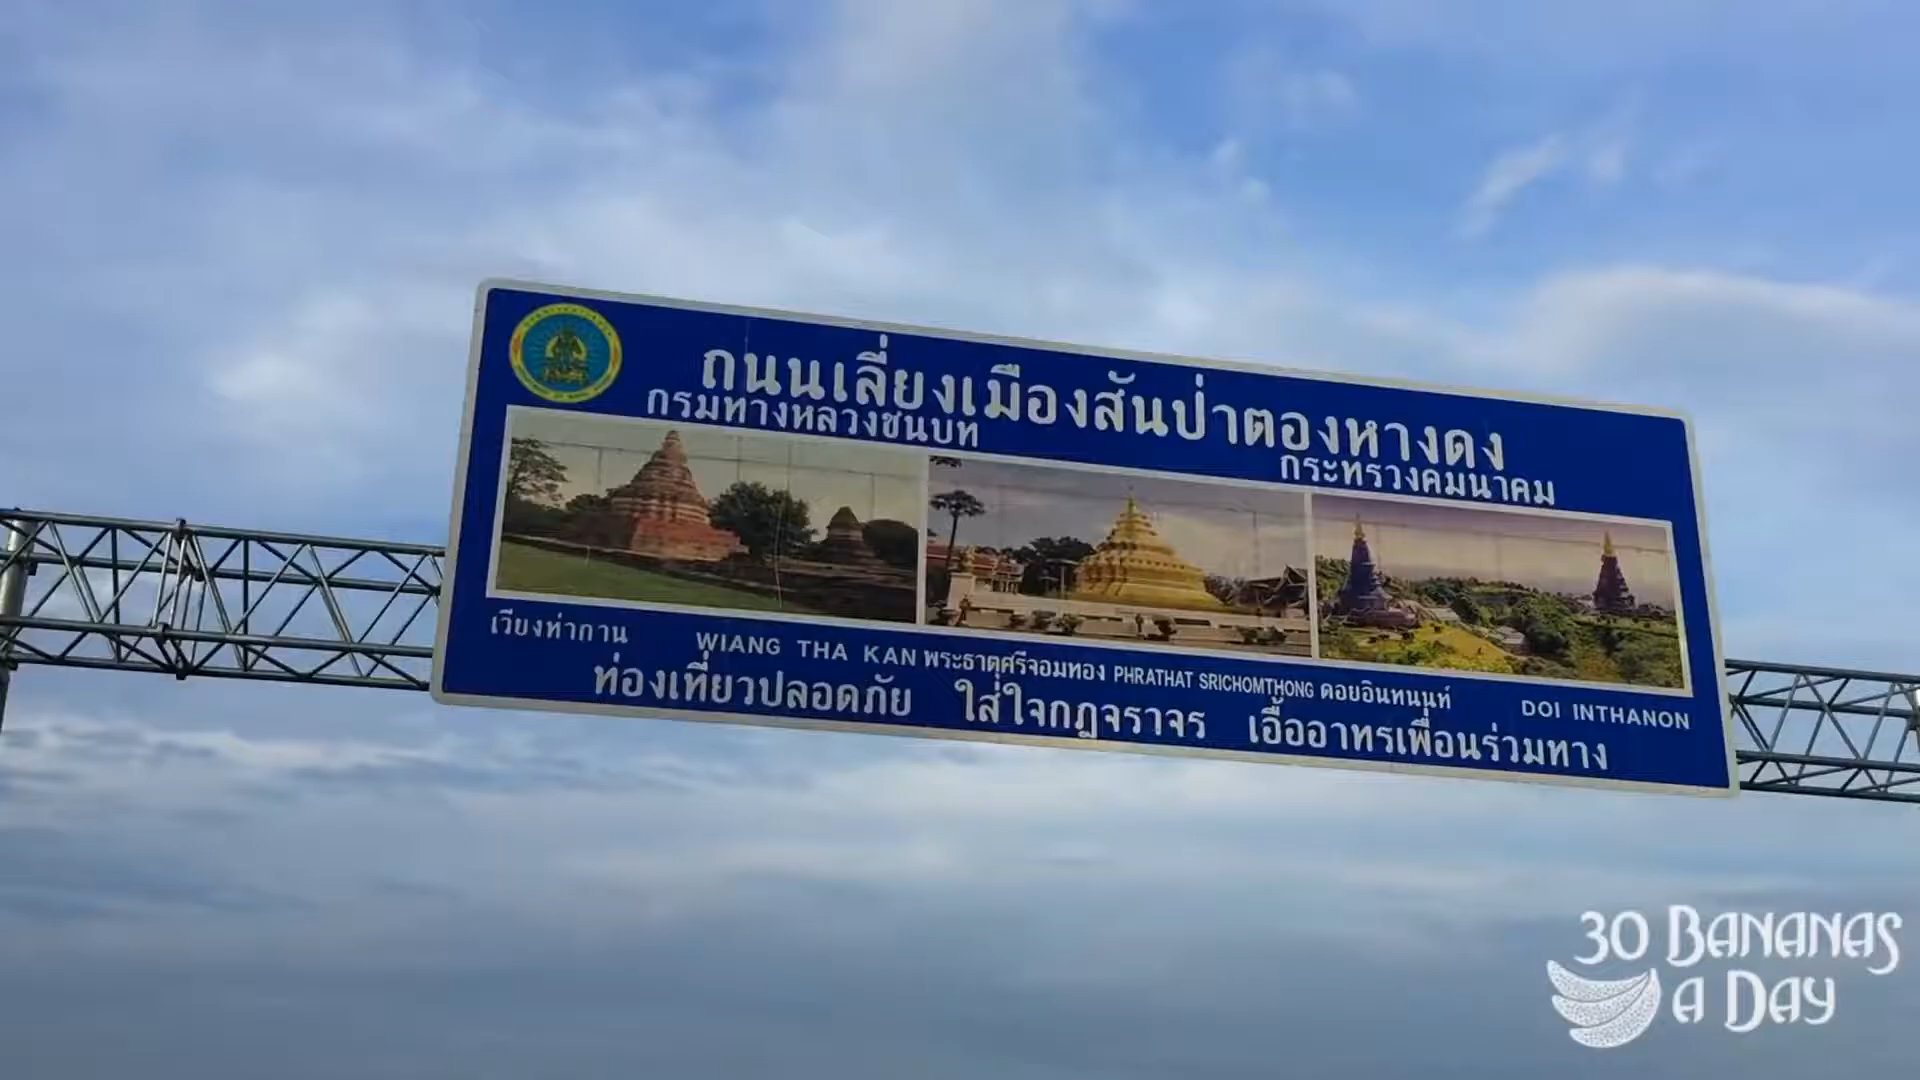 ถนนเลี่ยงเมืองสันป่าตองหางดง
กรมทางหลวงชนบท
กระทรวงคมนาคม
เวียงท่ากาน WIANG THA KAN พระธาตุศรีจอมทอง PHRATHAT SRICHOMTHONG ดอยอินทนนท์ DOI INTHANON
ท่องเที่ยวปลอดภัย ใส่ใจกฎจราจร เอื้ออาทรเพื่อนร่วมทาง
30 BANANAS
A DAY